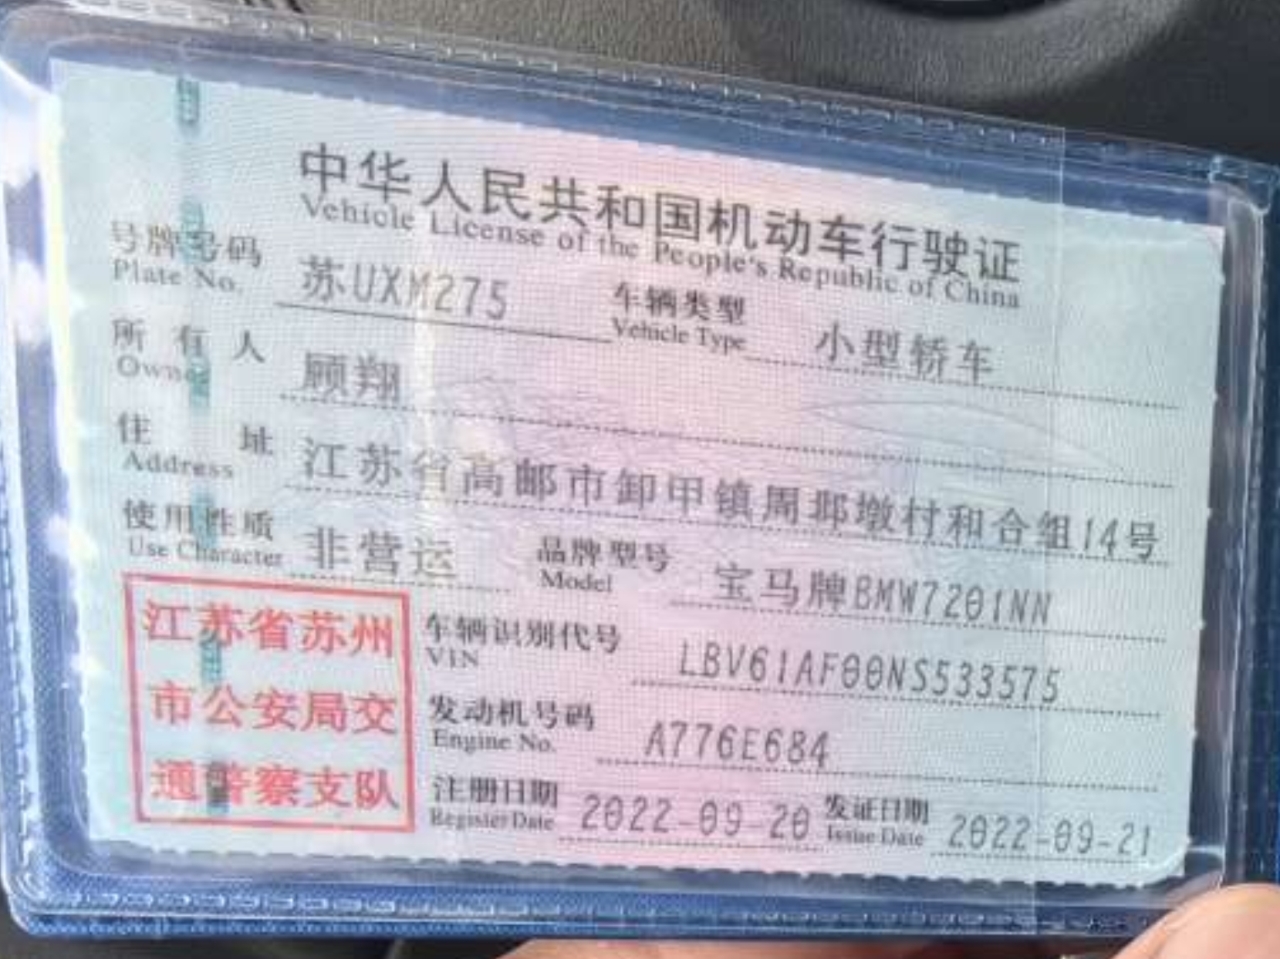 中华人民共和国机动车行驶证
Vehicle License of the People's Republic of China
号牌号码 苏UXM275 车辆类型 小型轿车
Plate No. Vehicle Type
所有人 顾翔
Owner
住址 江苏省高邮市卸甲镇周邶墩村和合组14号
Address
使用性质 非营运 品牌型号 宝马牌BMW7201NN
Use Character Model
江苏省苏州
市公安局交
通警察支队
车辆识别代号 LBV61AF00NS533575
VIN
发动机号码 A776E684
Engine No.
注册日期 2022-09-20 发证日期 2022-09-21
Register Date Issue Date